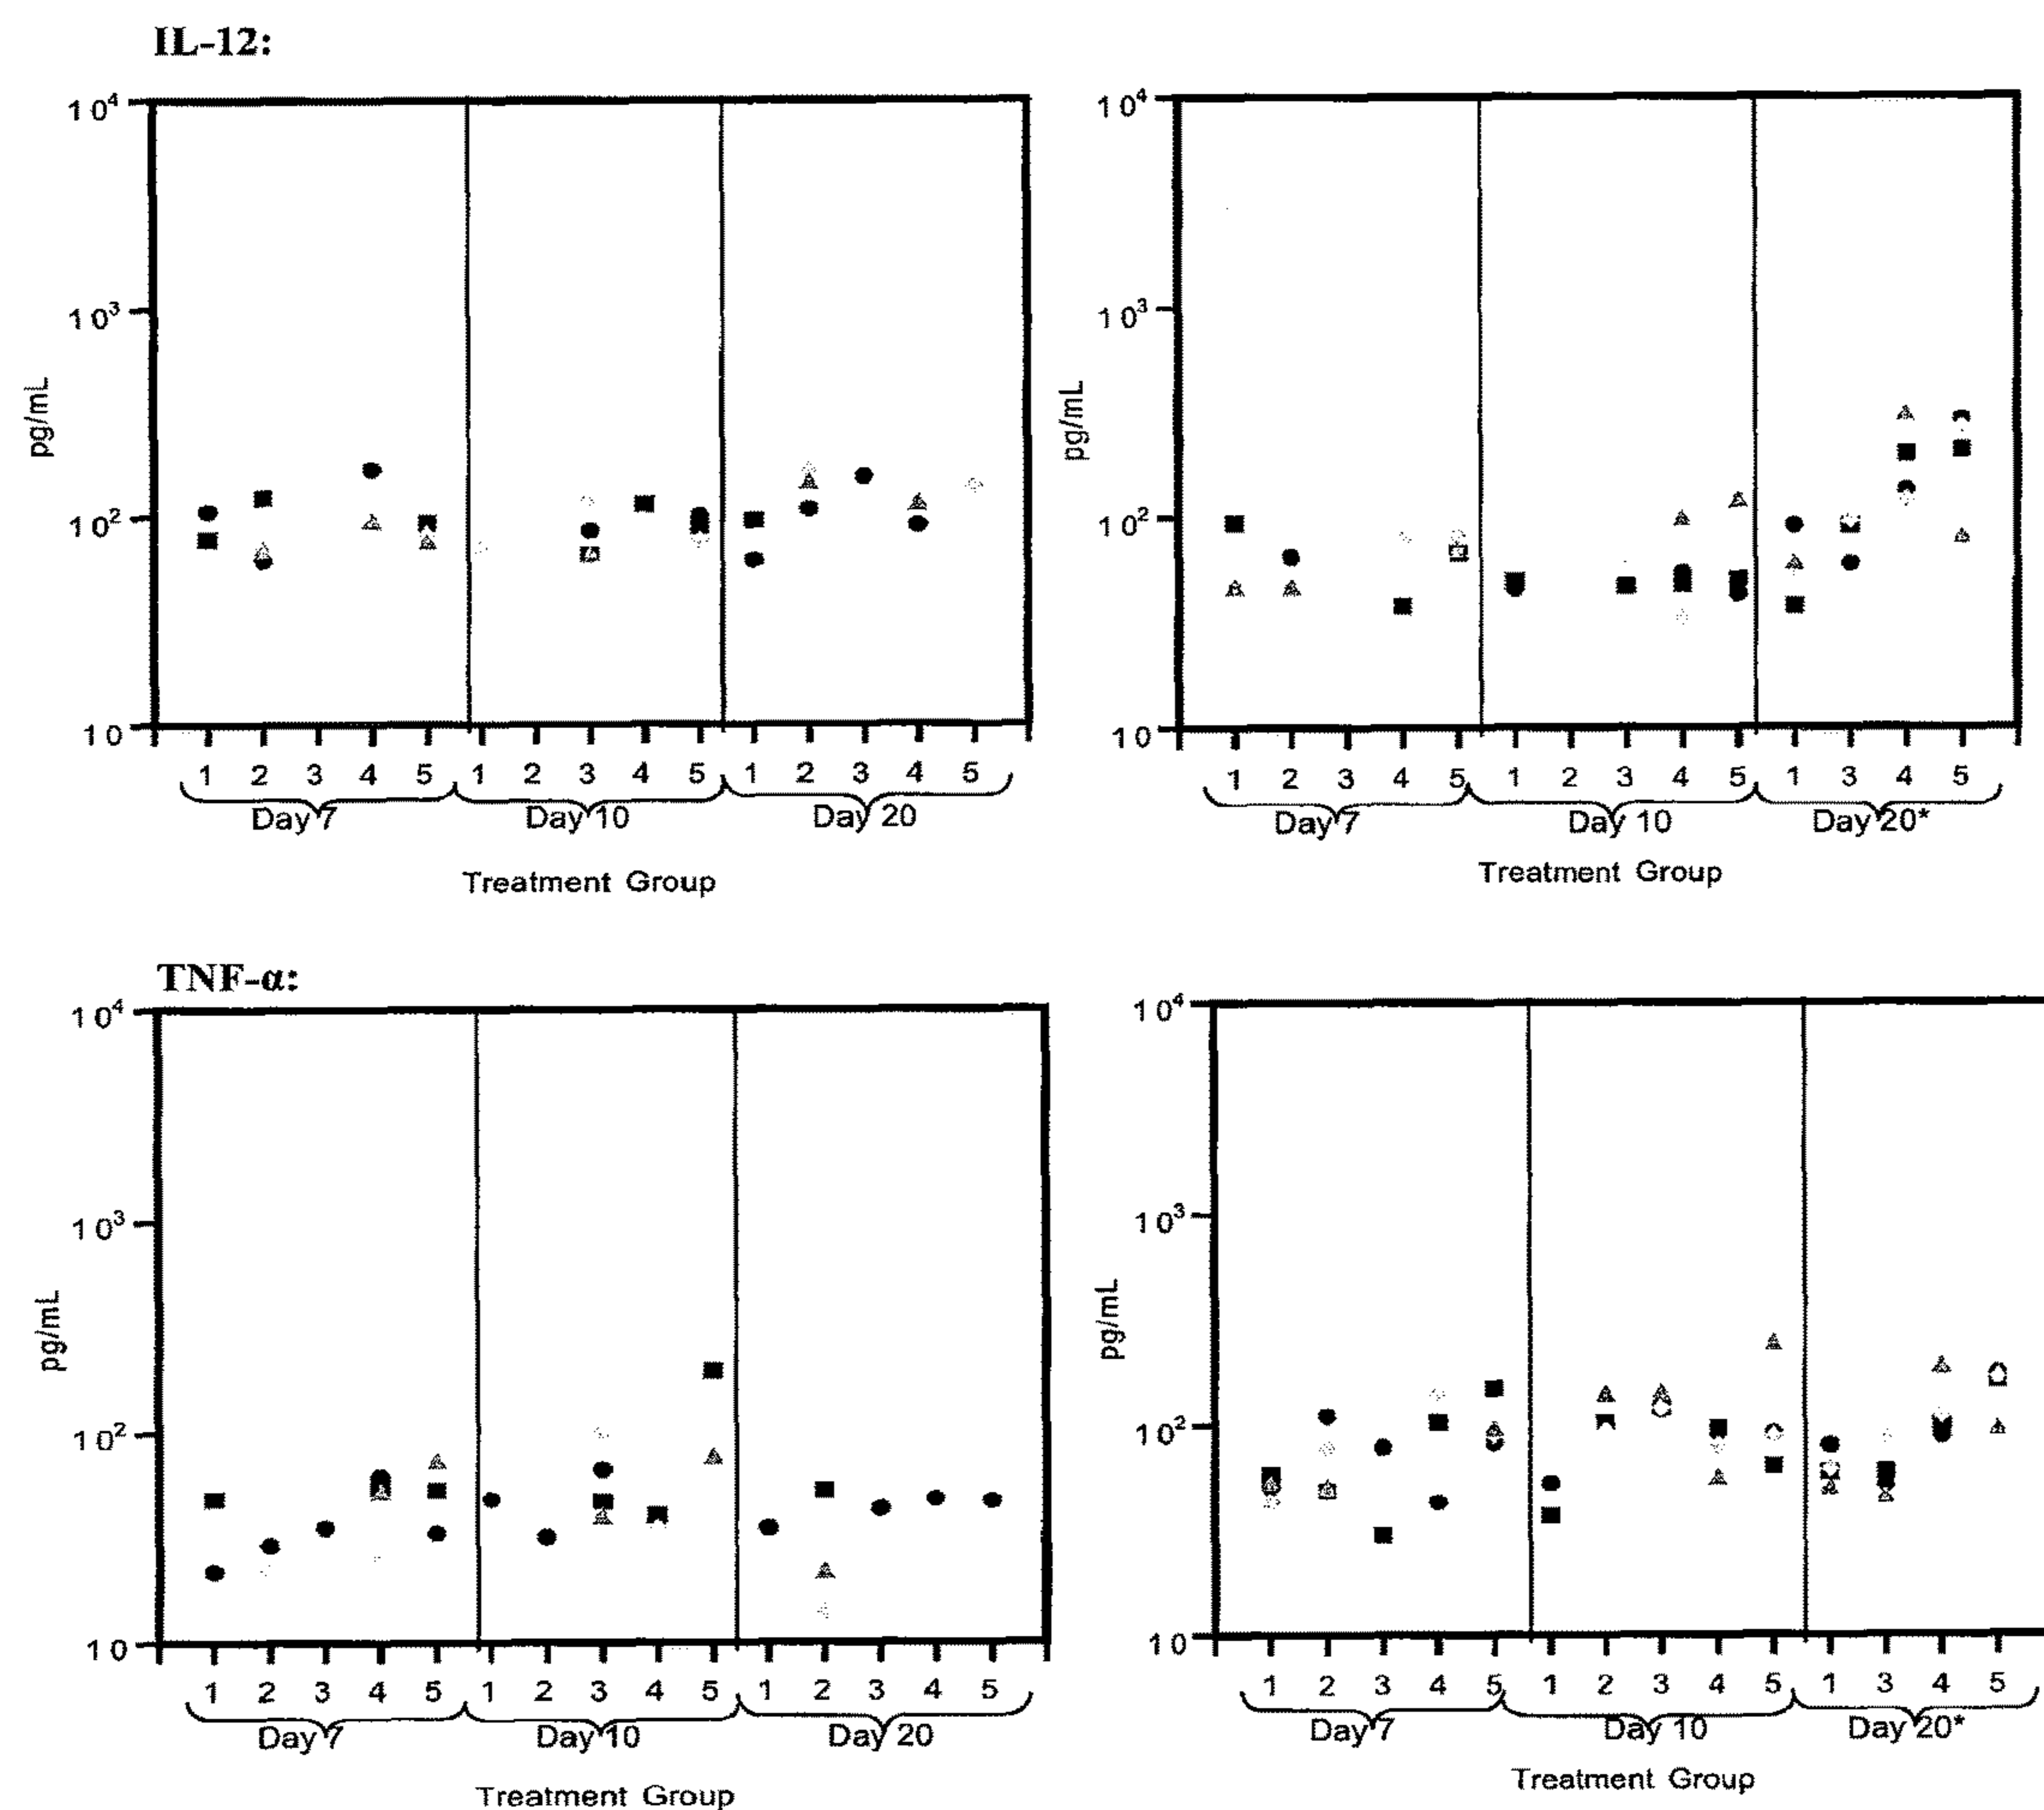 IL-12:
10⁴
10³
10²
10
pg/mL
1 2 3 4 5 1 2 3 4 5 1 2 3 4 5
Day 7 Day 10 Day 20
Treatment Group
10⁴
10³
10²
10
pg/mL
1 2 3 4 5 1 2 3 4 5 1 3 4 5
Day 7 Day 10 Day 20*
Treatment Group
TNF-α:
10⁴
10³
10²
10
pg/mL
1 2 3 4 5 1 2 3 4 5 1 2 3 4 5
Day 7 Day 10 Day 20
Treatment Group
10⁴
10³
10²
10
pg/mL
1 2 3 4 5 1 2 3 4 5 1 3 4 5
Day 7 Day 10 Day 20*
Treatment Group